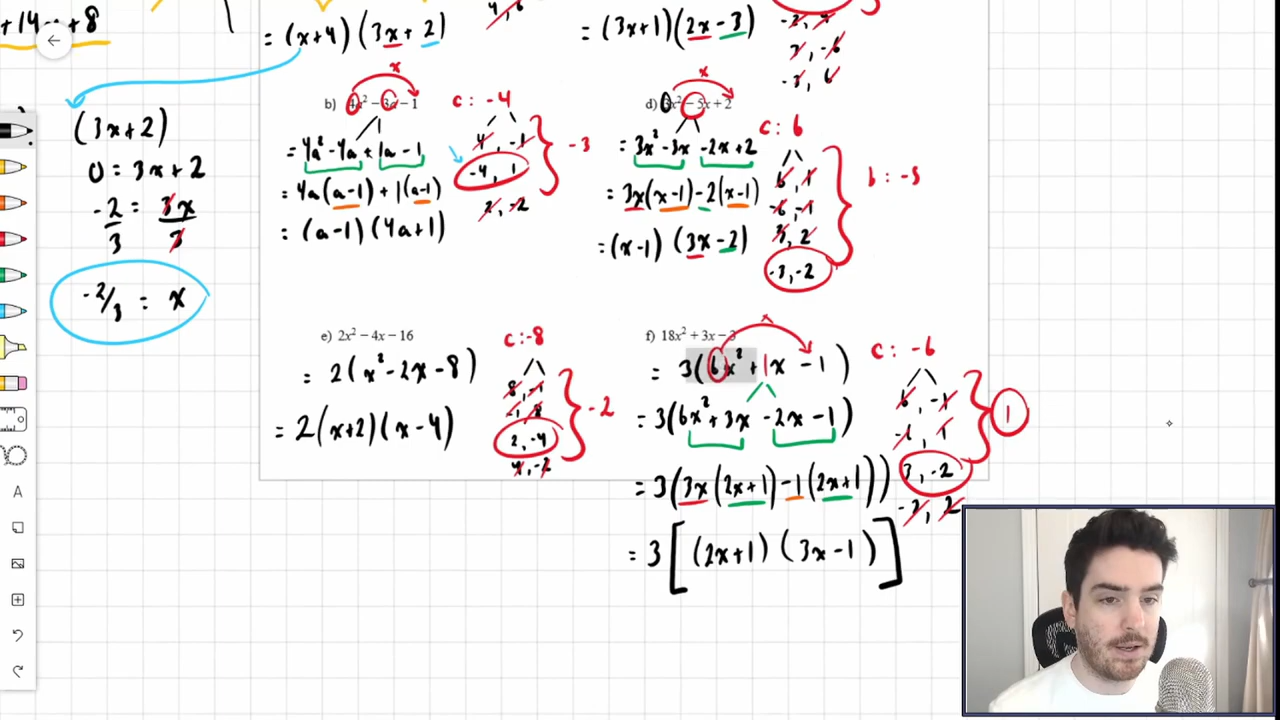 +14x+8
= (x+4)(3x+2)
= (3x+1)(2x-3)
(3x+2)
0 = 3x+2
-2 = 3x
3 3
-2/3 = x
b) 4a² − 3a − 1
x
c: -4
= 4a²-4a+1a-1
= 4a(a-1)+1(a-1)
= (a-1)(4a+1)
4, -1
-4, 1
2, -2
-3
d) 3x² − 5x + 2
x
c: 6
= 3x²-3x-2x+2
= 3x(x-1)-2(x-1)
= (x-1)(3x-2)
6, 1
-6, -1
3, 2
-3, -2
b: -5
e) 2x² − 4x − 16
= 2(x²-2x-8)
= 2(x+2)(x-4)
c: -8
8, -1
-1, 8
2, -4
4, -2
-2
f) 18x² + 3x − 3
x
= 3(6x²+1x-1)
= 3(6x²+3x-2x-1)
= 3(3x(2x+1)-1(2x+1))
= 3[(2x+1)(3x-1)]
c: -6
6, -1
-6, 1
3, -2
-3, 2
1
A